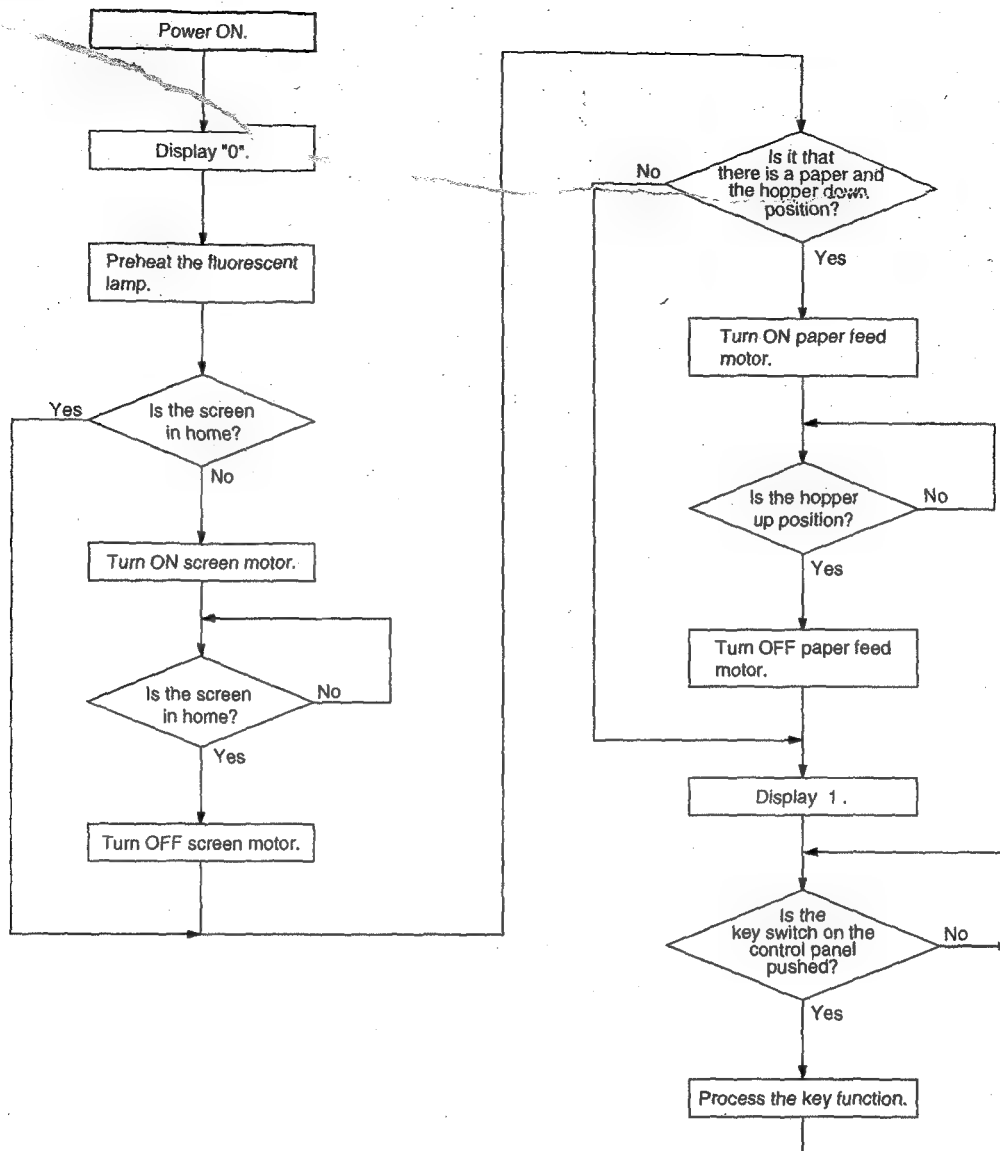 Power ON.
Display "0".
Preheat the fluorescent
lamp.
Yes
Is the screen
in home?
No
Turn ON screen motor.
Is the screen
in home?
No
Yes
Turn OFF screen motor.
No
Is it that
there is a paper and
the hopper down
position?
Yes
Turn ON paper feed
motor.
Is the hopper
up position?
No
Yes
Turn OFF paper feed
motor.
Display 1 .
Is the
key switch on the
control panel
pushed?
No
Yes
Process the key function.